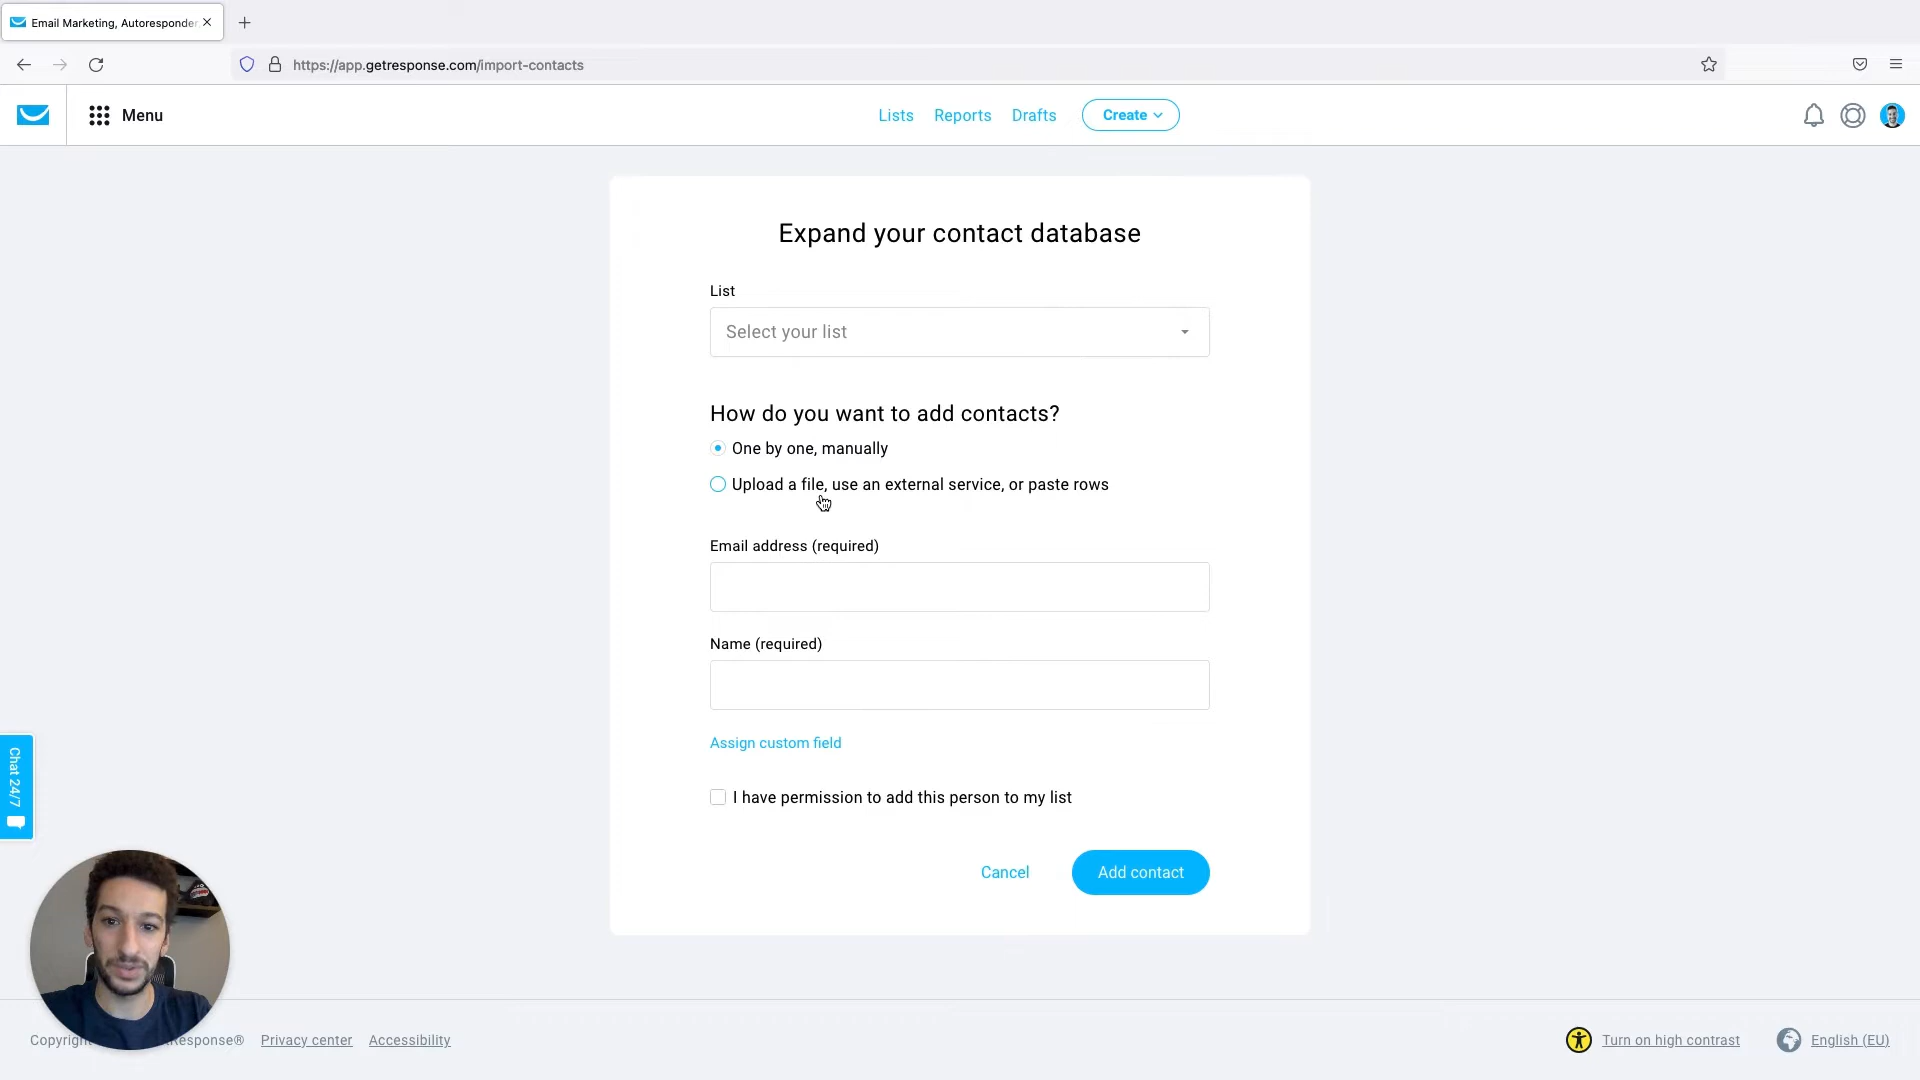 Email Marketing, Autoresponder
https://app.getresponse.com/import-contacts
Menu
Lists
Reports
Drafts
Create
Expand your contact database
List
Select your list
How do you want to add contacts?
One by one, manually
Upload a file, use an external service, or paste rows
Email address (required)
Name (required)
Assign custom field
I have permission to add this person to my list
Cancel
Add contact
Chat 24/7
Privacy center
Accessibility
Turn on high contrast
English (EU)